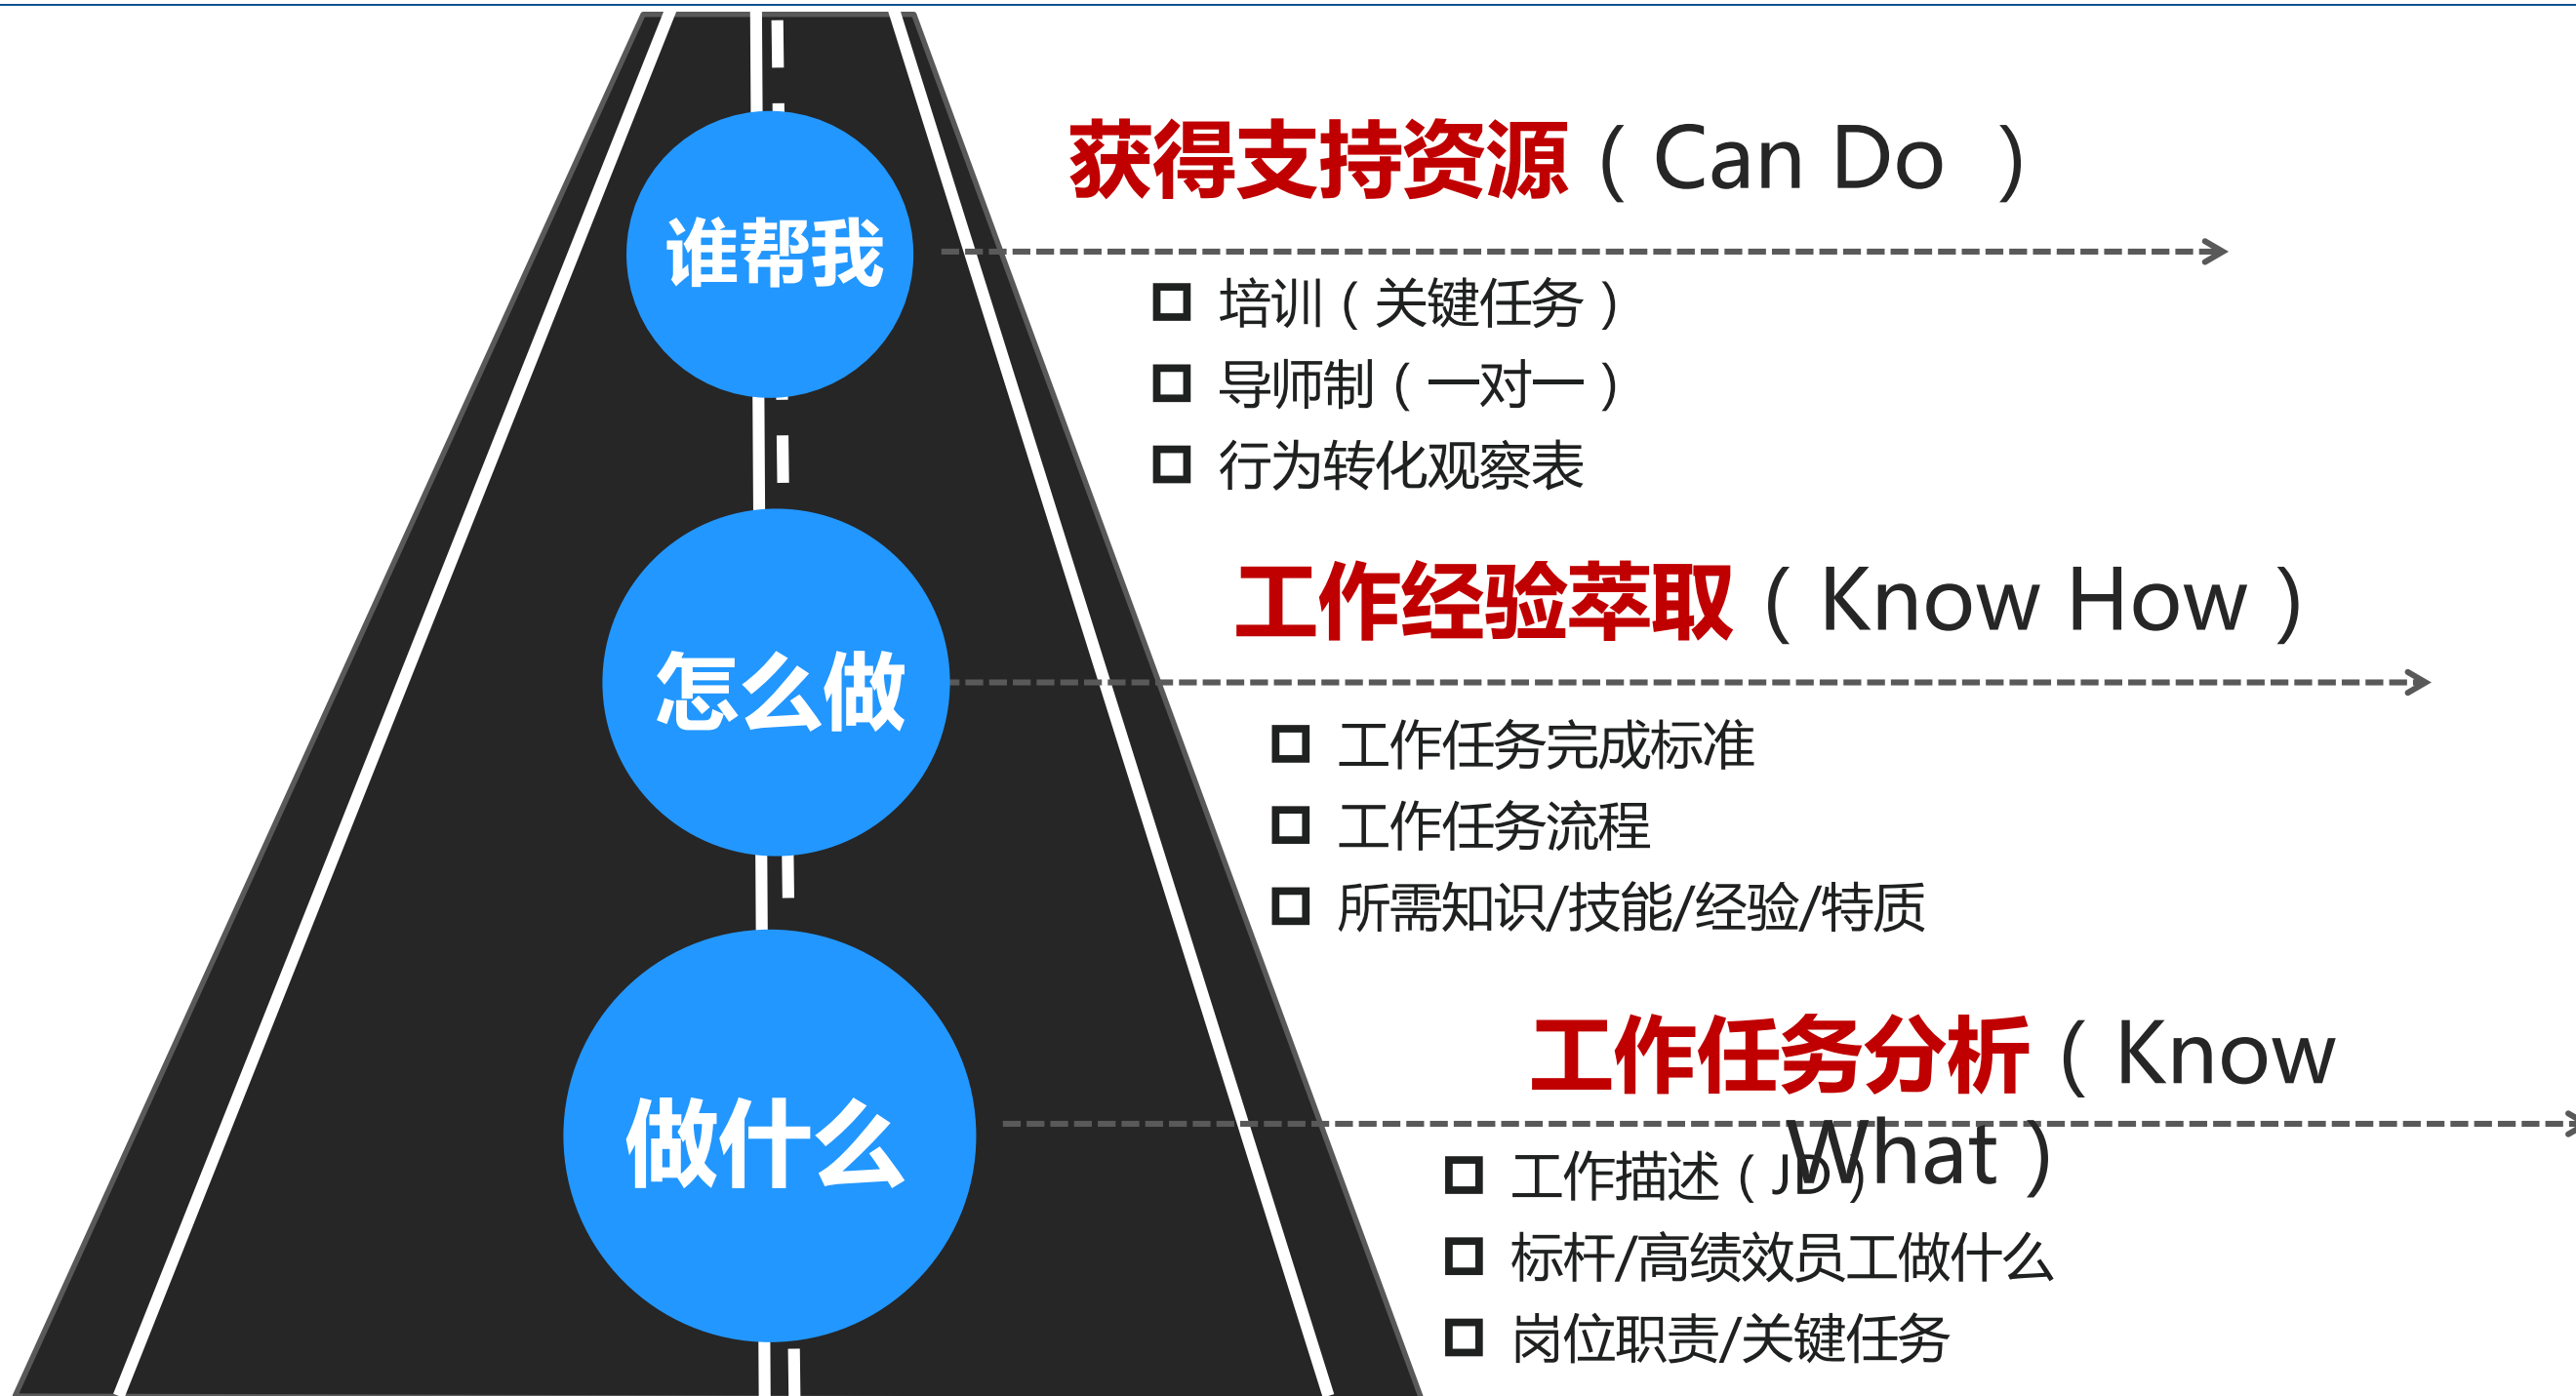 获得支持资源（Can Do ）
谁帮我
培训（关键任务）
导师制（一对一）
行为转化观察表
工作经验萃取（Know How）
怎么做
工作任务完成标准
工作任务流程
所需知识/技能/经验/特质
工作任务分析（Know
What）
做什么
工作描述（JD）
标杆/高绩效员工做什么
岗位职责/关键任务